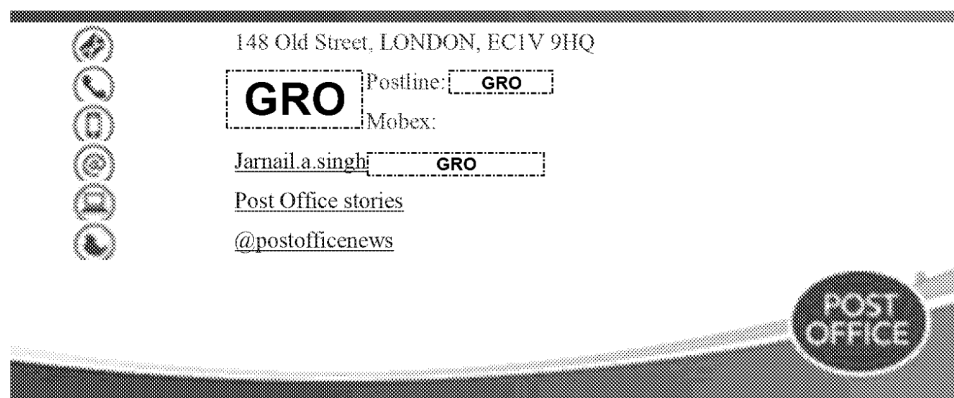 148 Old Street, LONDON, EC1V 9HQ
GRO Postline: GRO
Mobex:
Jarnail.a.singh GRO
Post Office stories
@postofficenews
POST
OFFICE